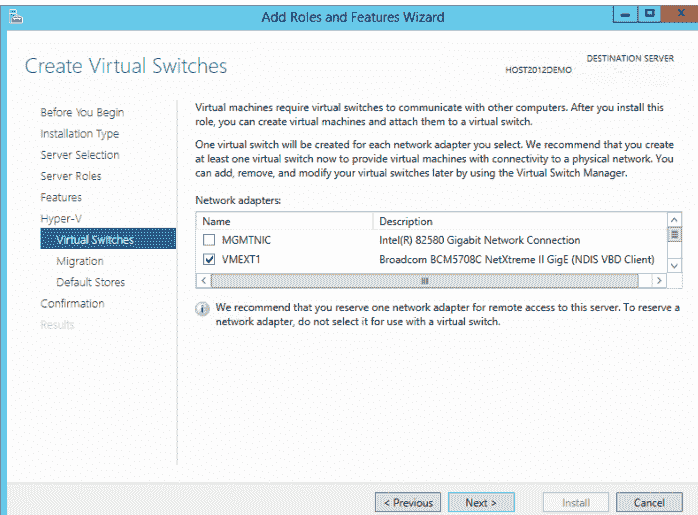 Add Roles and Features Wizard
Create Virtual Switches
DESTINATION SERVER
HOST2012DEMO
Before You Begin
Installation Type
Server Selection
Server Roles
Features
Hyper-V
Virtual Switches
Migration
Default Stores
Confirmation
Results
Virtual machines require virtual switches to communicate with other computers. After you install this
role, you can create virtual machines and attach them to a virtual switch.
One virtual switch will be created for each network adapter you select. We recommend that you create
at least one virtual switch now to provide virtual machines with connectivity to a physical network. You
can add, remove, and modify your virtual switches later by using the Virtual Switch Manager.
Network adapters:
Name Description
MGMTNIC Intel(R) 82580 Gigabit Network Connection
VMEXT1 Broadcom BCM5708C NetXtreme II GigE (NDIS VBD Client)
We recommend that you reserve one network adapter for remote access to this server. To reserve a
network adapter, do not select it for use with a virtual switch.
< Previous Next > Install Cancel